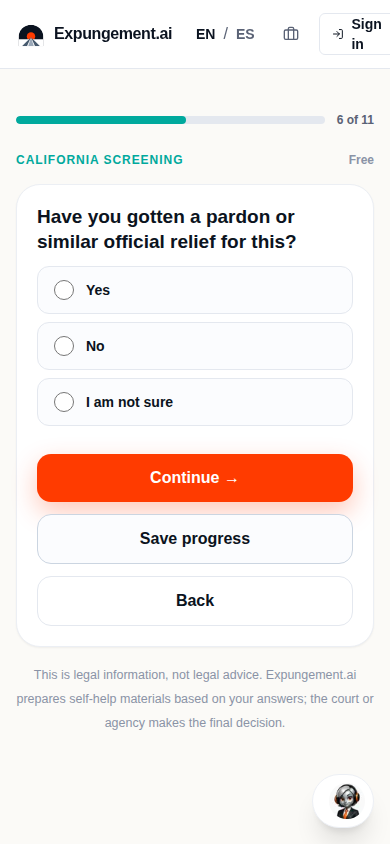 Expungement.ai
EN / ES
Sign in
6 of 11
CALIFORNIA SCREENING
Free
Have you gotten a pardon or
similar official relief for this?
Yes
No
I am not sure
Continue →
Save progress
Back
This is legal information, not legal advice. Expungement.ai
prepares self-help materials based on your answers; the court or
agency makes the final decision.